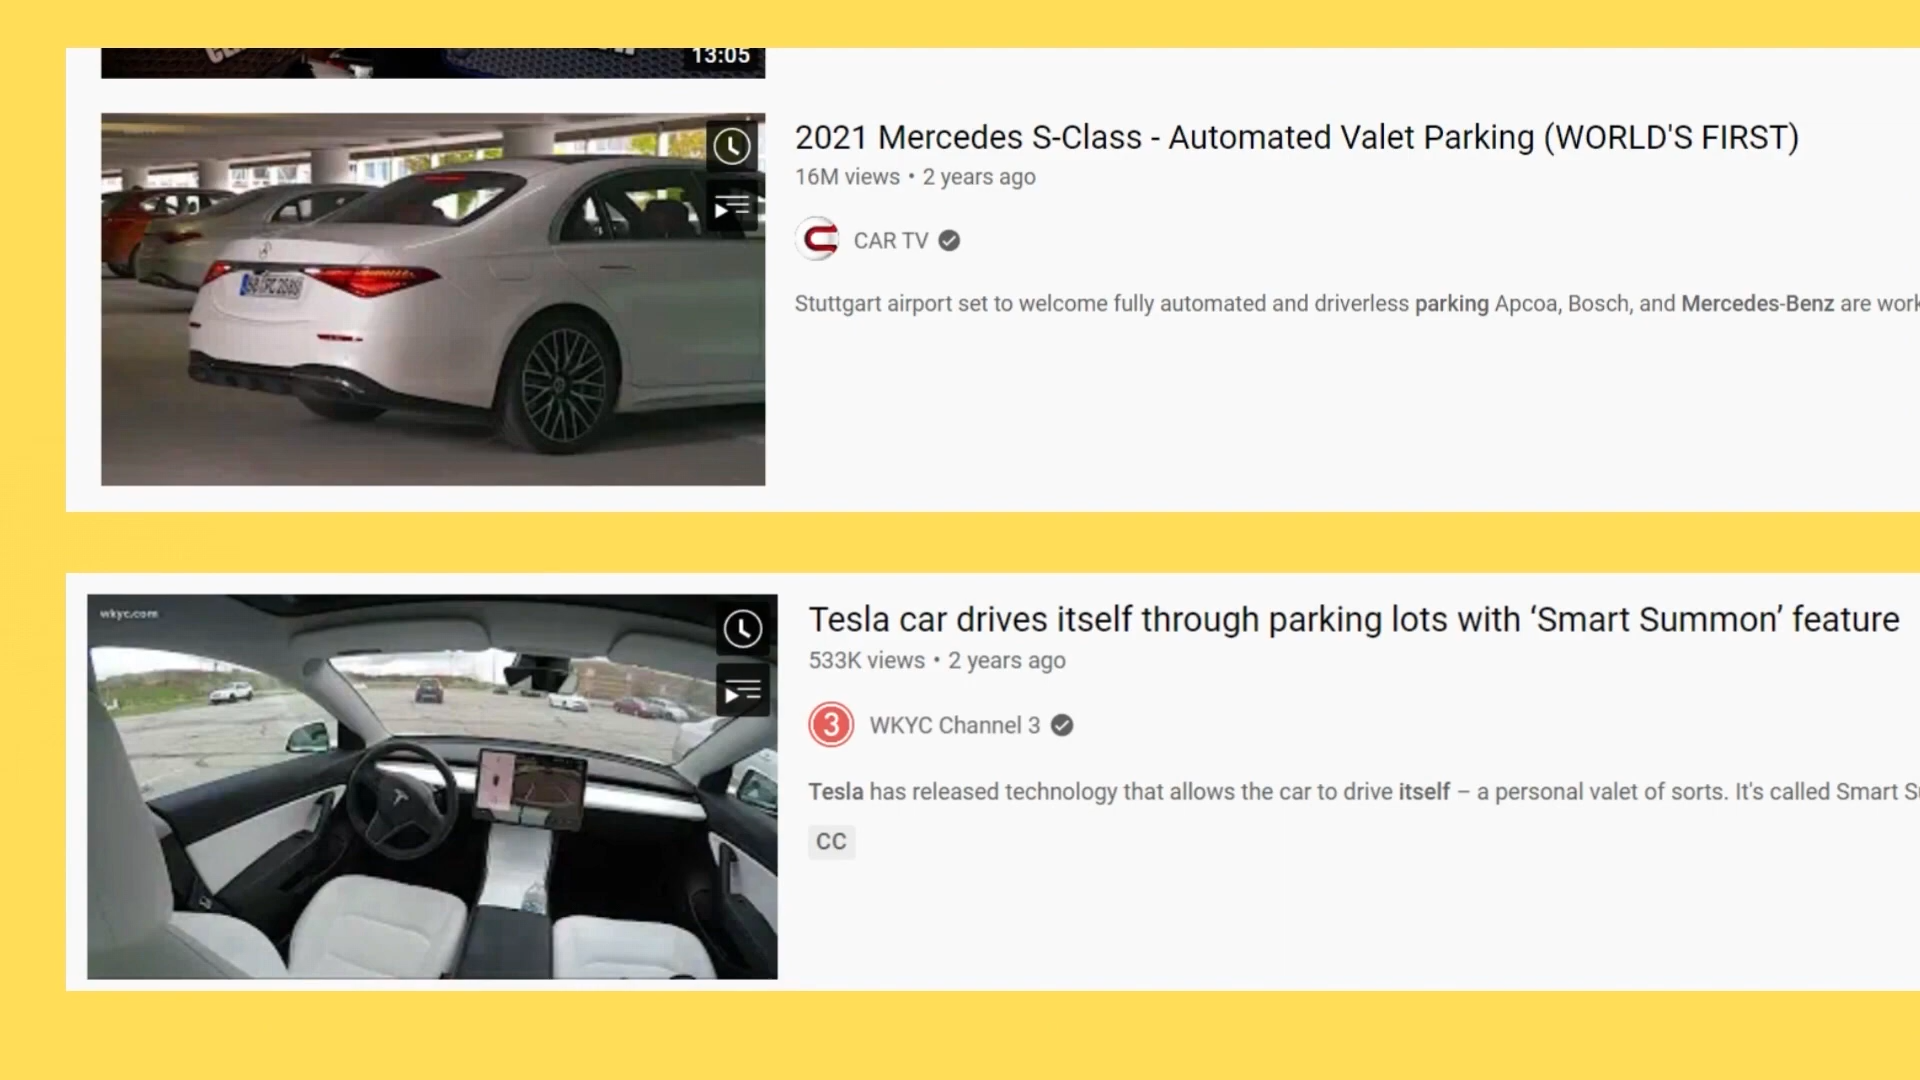 13:05
2021 Mercedes S-Class - Automated Valet Parking (WORLD'S FIRST)
16M views • 2 years ago
CAR TV
Stuttgart airport set to welcome fully automated and driverless parking Apcoa, Bosch, and Mercedes-Benz are work
wkyc.com
Tesla car drives itself through parking lots with ‘Smart Summon’ feature
533K views • 2 years ago
3 WKYC Channel 3
Tesla has released technology that allows the car to drive itself – a personal valet of sorts. It's called Smart S
CC